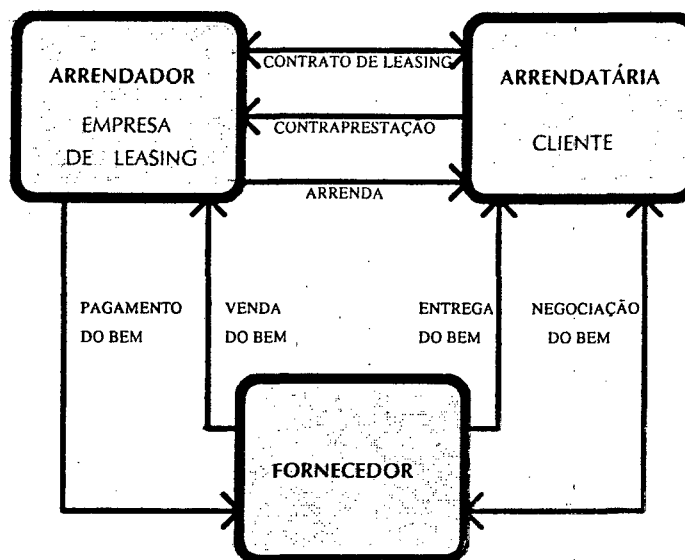 ARRENDADOR
EMPRESA
DE LEASING
CONTRATO DE LEASING
CONTRAPRESTAÇÃO
ARRENDA
ARRENDATÁRIA
CLIENTE
PAGAMENTO
DO BEM
VENDA
DO BEM
ENTREGA
DO BEM
NEGOCIAÇÃO
DO BEM
FORNECEDOR